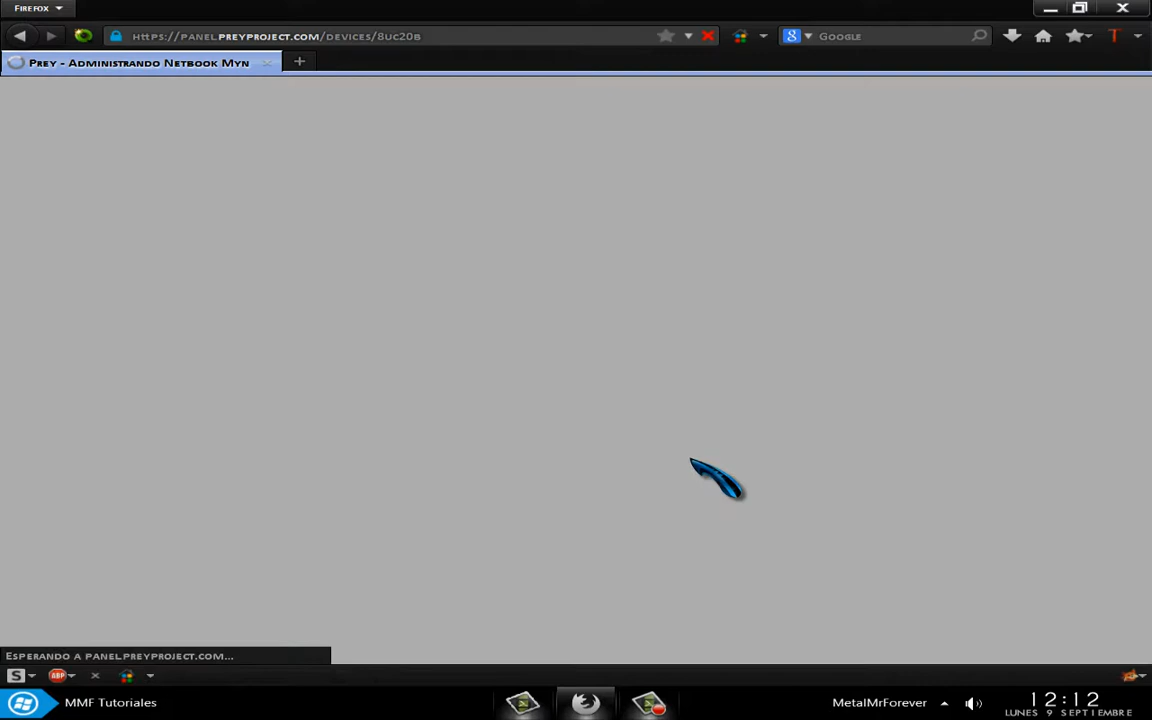 Firefox
https://panel.preyproject.com/devices/8uc20b
Google
Prey - Administrando Netbook Myn
Esperando a panel.preyproject.com...
S
ABP
MMF Tutoriales
MetalMrForever
12:12
Lunes 9 Septiembre